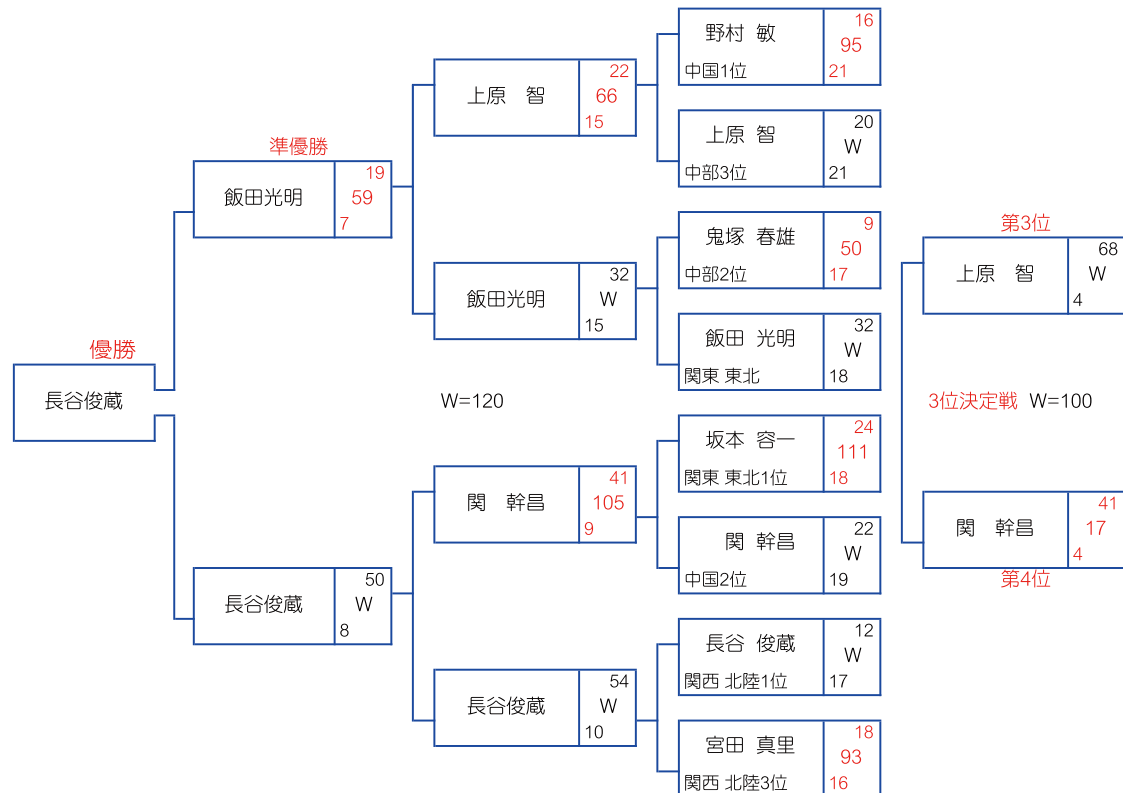 野村 敏
16
95
中国1位
21
上原 智
22
66
15
上原 智
20
W
中部3位
21
準優勝
飯田光明
19
59
7
鬼塚 春雄
9
50
中部2位
17
第3位
上原 智
68
W
4
飯田光明
32
W
15
飯田 光明
32
W
関東 東北
18
優勝
長谷俊蔵
W=120
3位決定戦 W=100
坂本 容一
24
111
関東 東北1位
18
関 幹昌
41
105
9
関 幹昌
22
W
中国2位
19
関 幹昌
41
17
4
第4位
長谷俊蔵
50
W
8
長谷 俊蔵
12
W
関西 北陸1位
17
長谷俊蔵
54
W
10
宮田 真里
18
93
関西 北陸3位
16